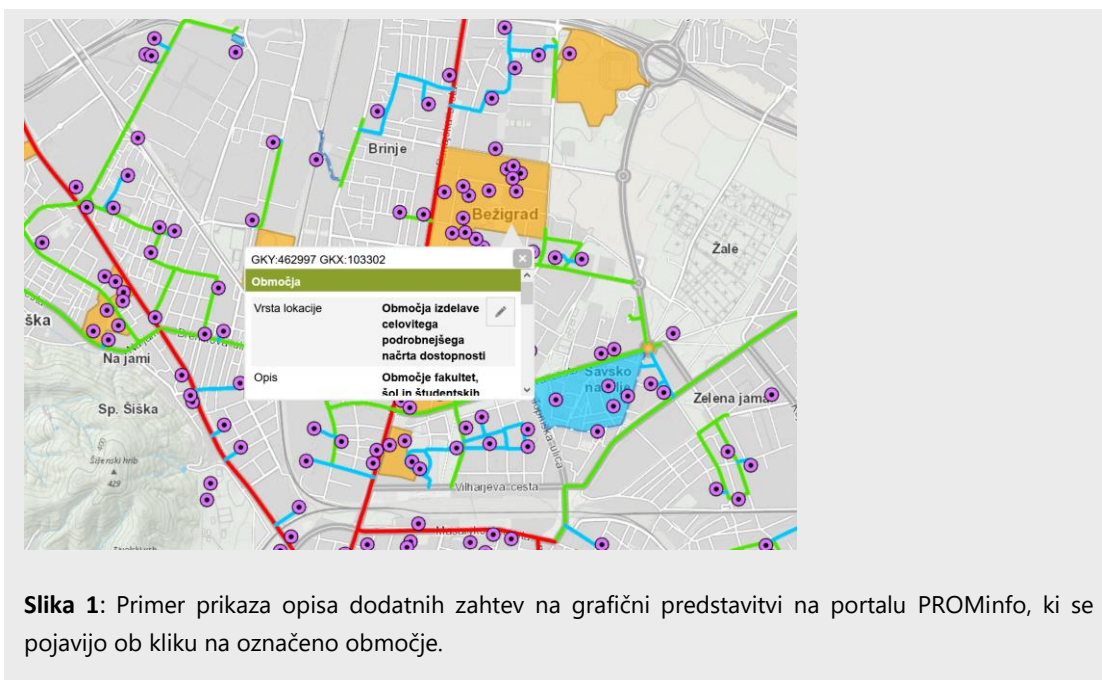 Brinje
Bežigrad
Žale
GKY:462997 GKX:103302
Območja
Vrsta lokacije
Območja izdelave
celovitega
podrobnejšega
načrta dostopnosti
Opis
Območje fakultet,
šol in študentskih
ška
Na jami
Savsko
Zelena jama
Sp. Šiška
Šišenski hrib
429
Vilharjeva cesta
Slika 1: Primer prikaza opisa dodatnih zahtev na grafični predstavitvi na portalu PROMinfo, ki se
pojavijo ob kliku na označeno območje.